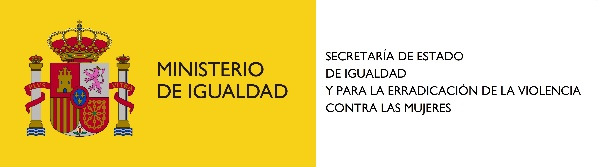 MINISTERIO
DE IGUALDAD
SECRETARÍA DE ESTADO
DE IGUALDAD
Y PARA LA ERRADICACIÓN DE LA VIOLENCIA
CONTRA LAS MUJERES